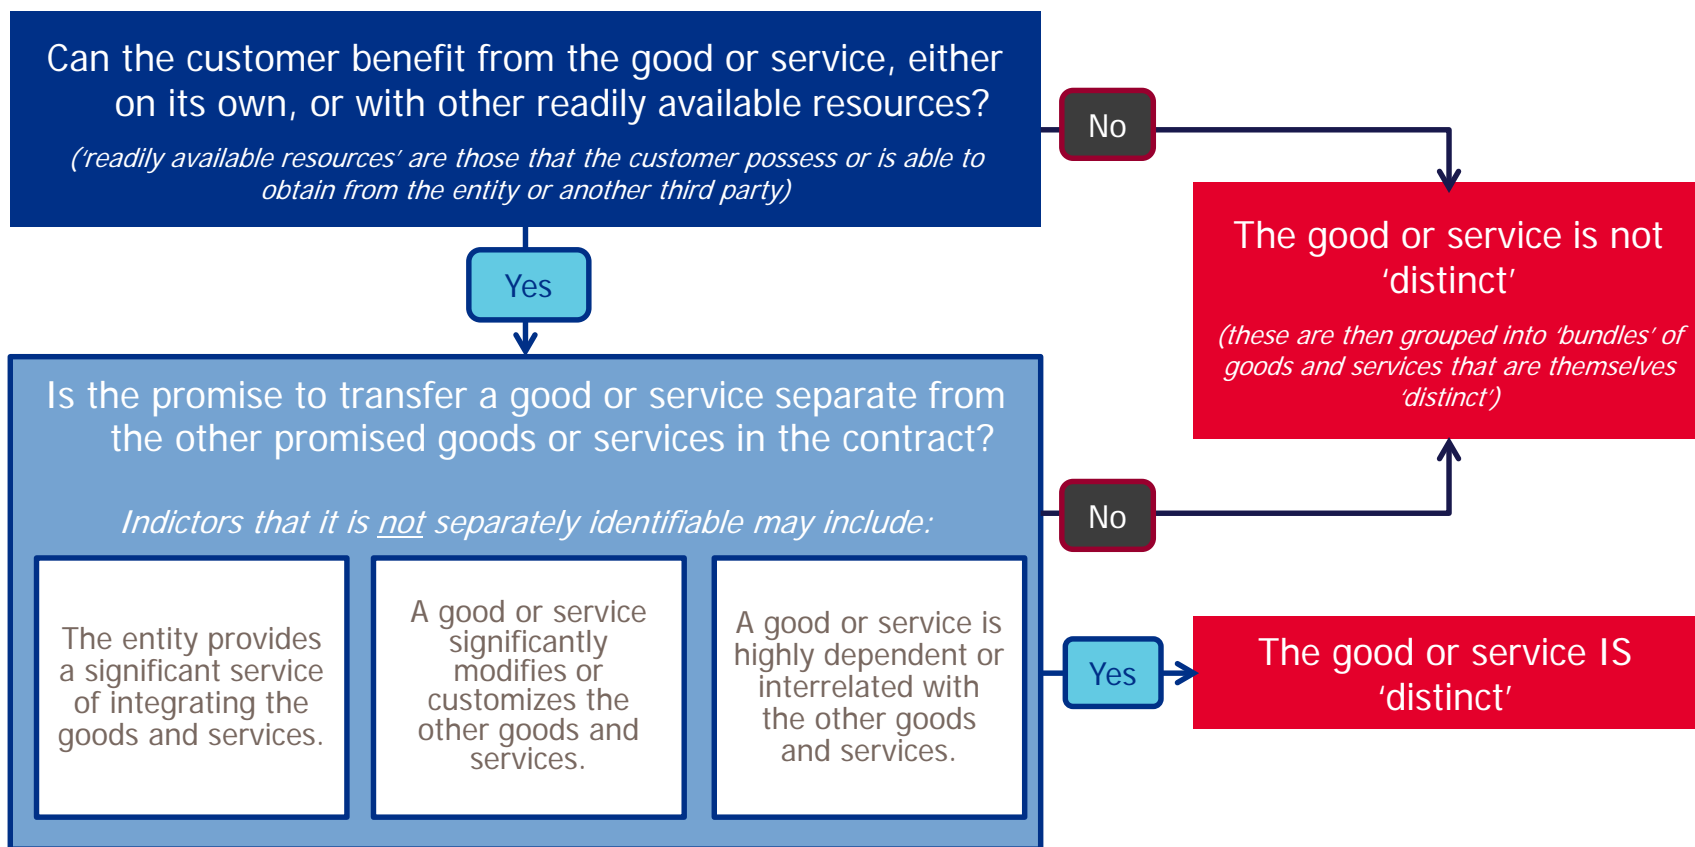 Can the customer benefit from the good or service, either
on its own, or with other readily available resources?
(‘readily available resources’ are those that the customer possess or is able to
obtain from the entity or another third party)
No
Yes
The good or service is not
‘distinct’
(these are then grouped into ‘bundles’ of
goods and services that are themselves
‘distinct’)
Is the promise to transfer a good or service separate from
the other promised goods or services in the contract?
Indictors that it is not separately identifiable may include:
No
The entity provides
a significant service
of integrating the
goods and services.
A good or service
significantly
modifies or
customizes the
other goods and
services.
A good or service is
highly dependent or
interrelated with
the other goods
and services.
Yes
The good or service IS
‘distinct’